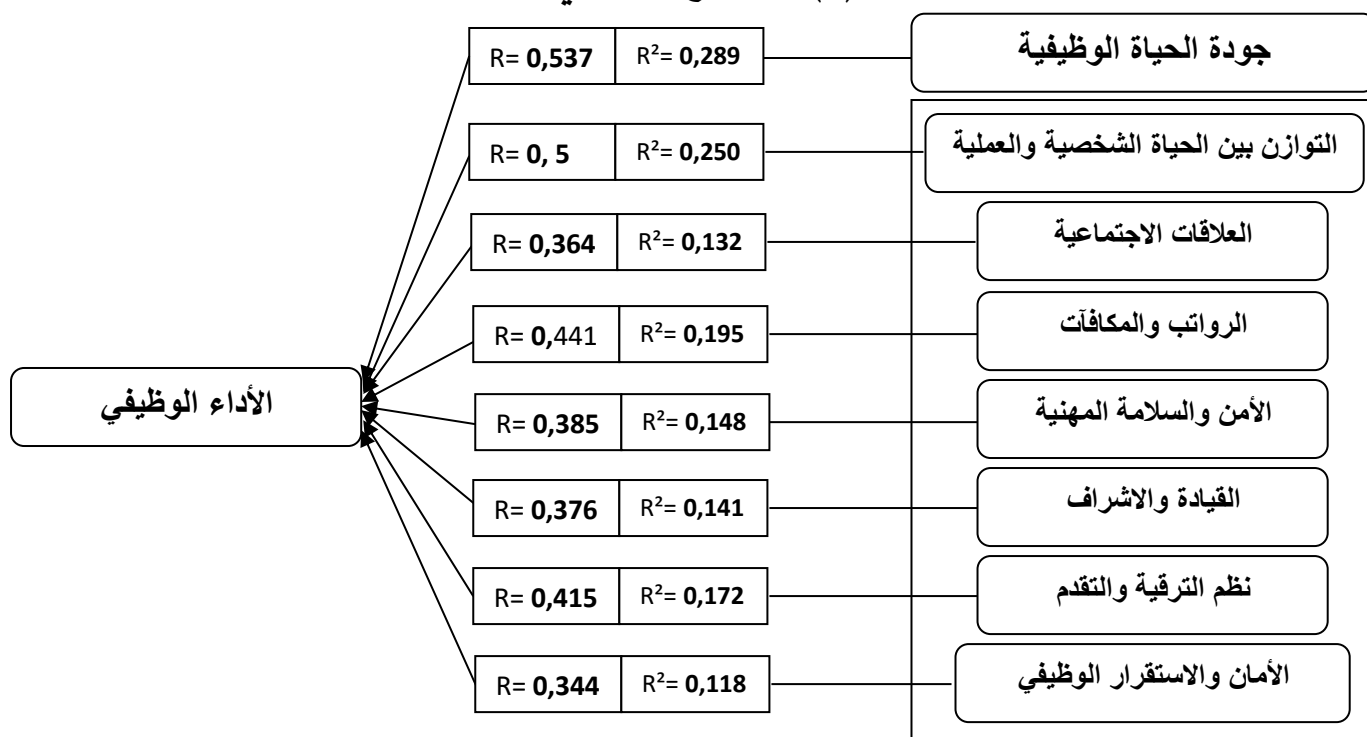 جودة الحياة الوظيفية
R²= 0,289
R= 0,537
التوازن بين الحياة الشخصية والعملية
R²= 0,250
R= 0, 5
العلاقات الاجتماعية
R²= 0,132
R= 0,364
الرواتب والمكافآت
R²= 0,195
R= 0,441
الأمن والسلامة المهنية
R²= 0,148
R= 0,385
القيادة والاشراف
R²= 0,141
R= 0,376
نظم الترقية والتقدم
R²= 0,172
R= 0,415
الأمان والاستقرار الوظيفي
R²= 0,118
R= 0,344
الأداء الوظيفي